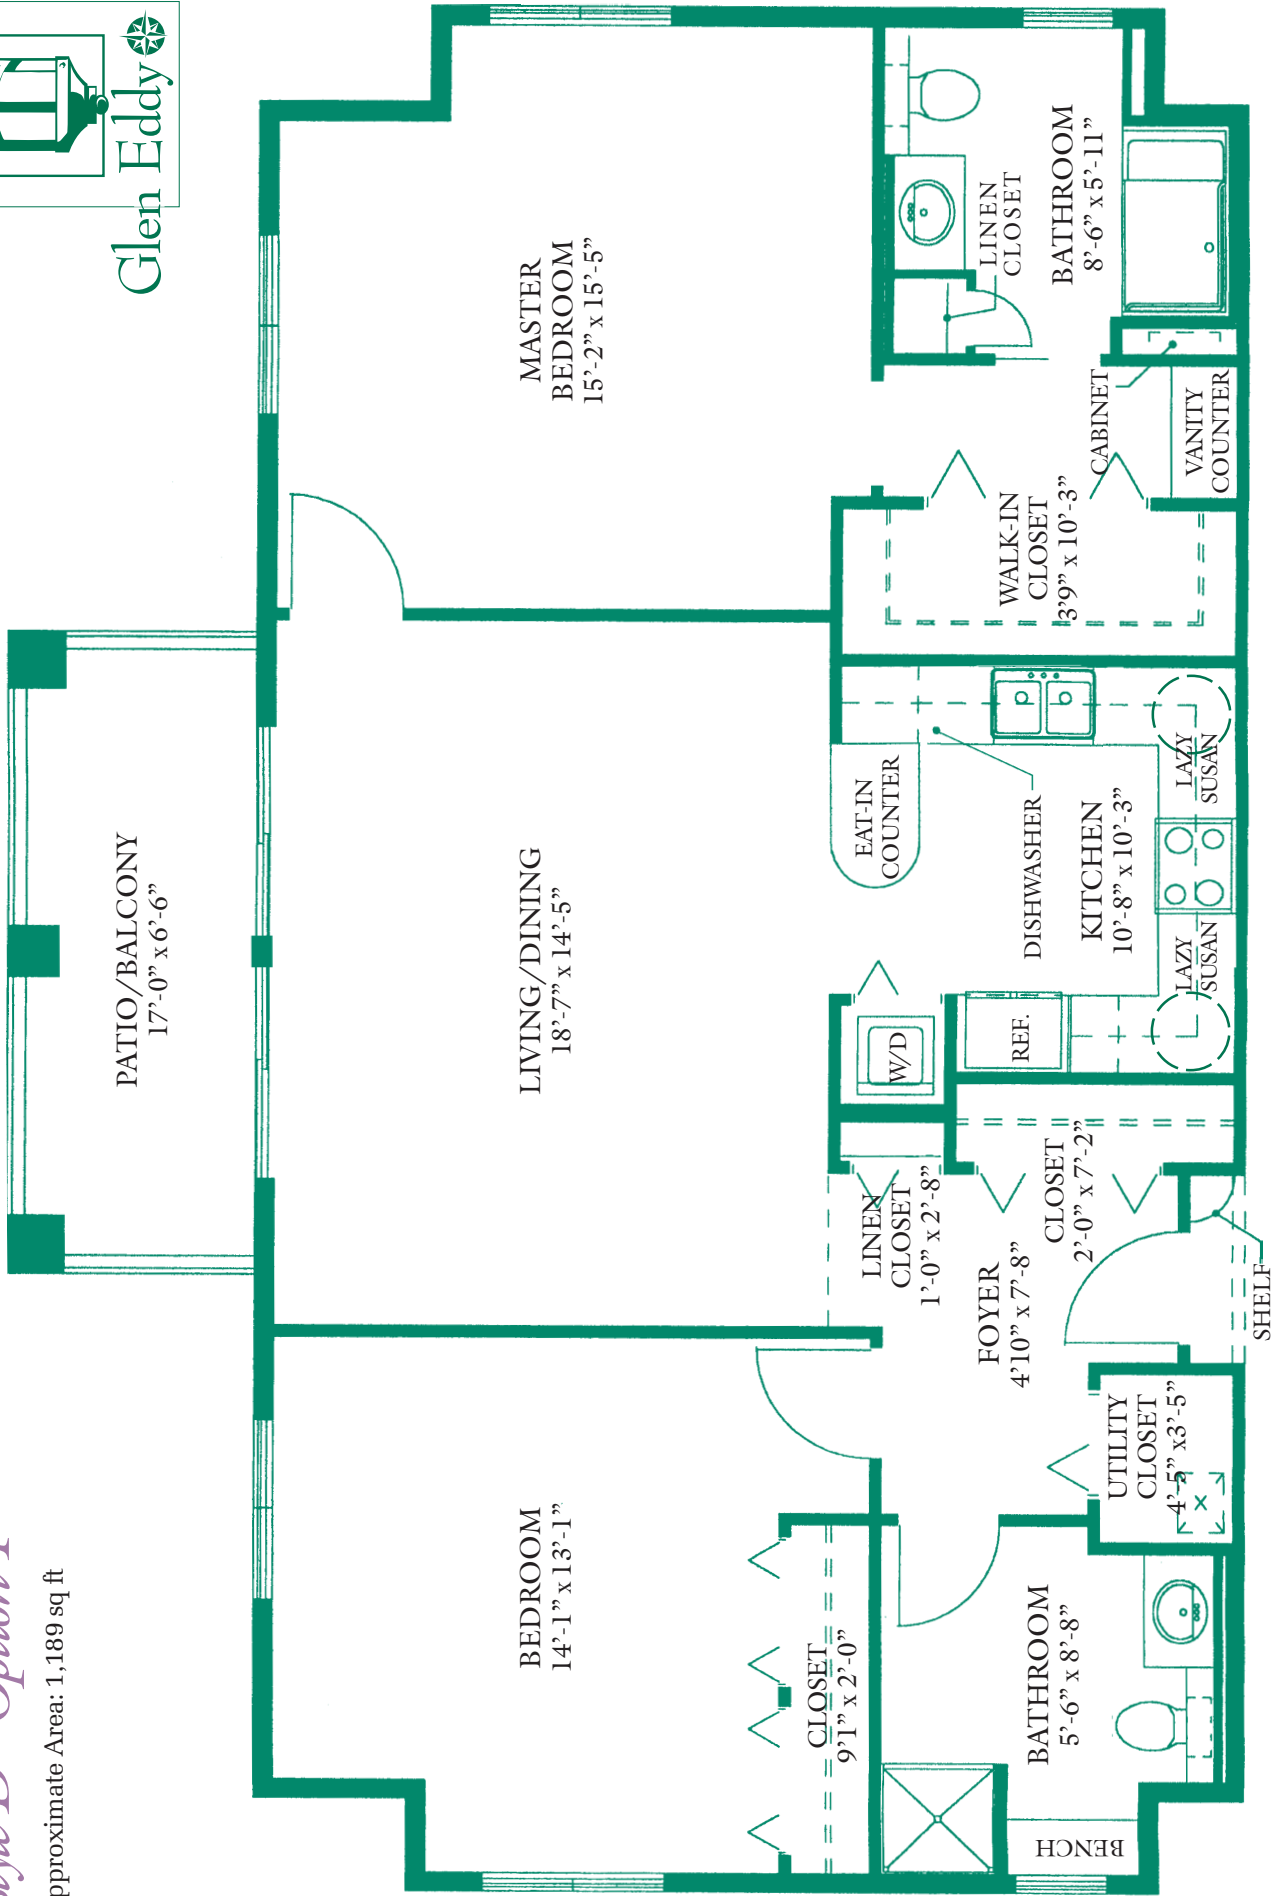 Option 1
Approximate Area: 1,189 sq ft
Glen Eddy
PATIO/BALCONY
17’-0” x 6’-6”
BEDROOM
14’-1” x 13’-1”
LIVING/DINING
18’-7” x 14’-5”
MASTER
BEDROOM
15’-2” x 15’-5”
CLOSET
9’1” x 2’-0”
LINEN
CLOSET
1’-0” x 2’-8”
W/D
EAT-IN
COUNTER
LINEN
CLOSET
FOYER
4’10” x 7’-8”
REF.
DISHWASHER
WALK-IN
CLOSET
3’9” x 10’-3”
BATHROOM
5’-6” x 8’-8”
CLOSET
2’-0” x 7’-2”
KITCHEN
10’-8” x 10’-3”
CABINET
BATHROOM
8’-6” x 5’-11”
BENCH
UTILITY
CLOSET
4’-5” x3’-5”
LAZY
SUSAN
LAZY
SUSAN
VANITY
COUNTER
SHELF